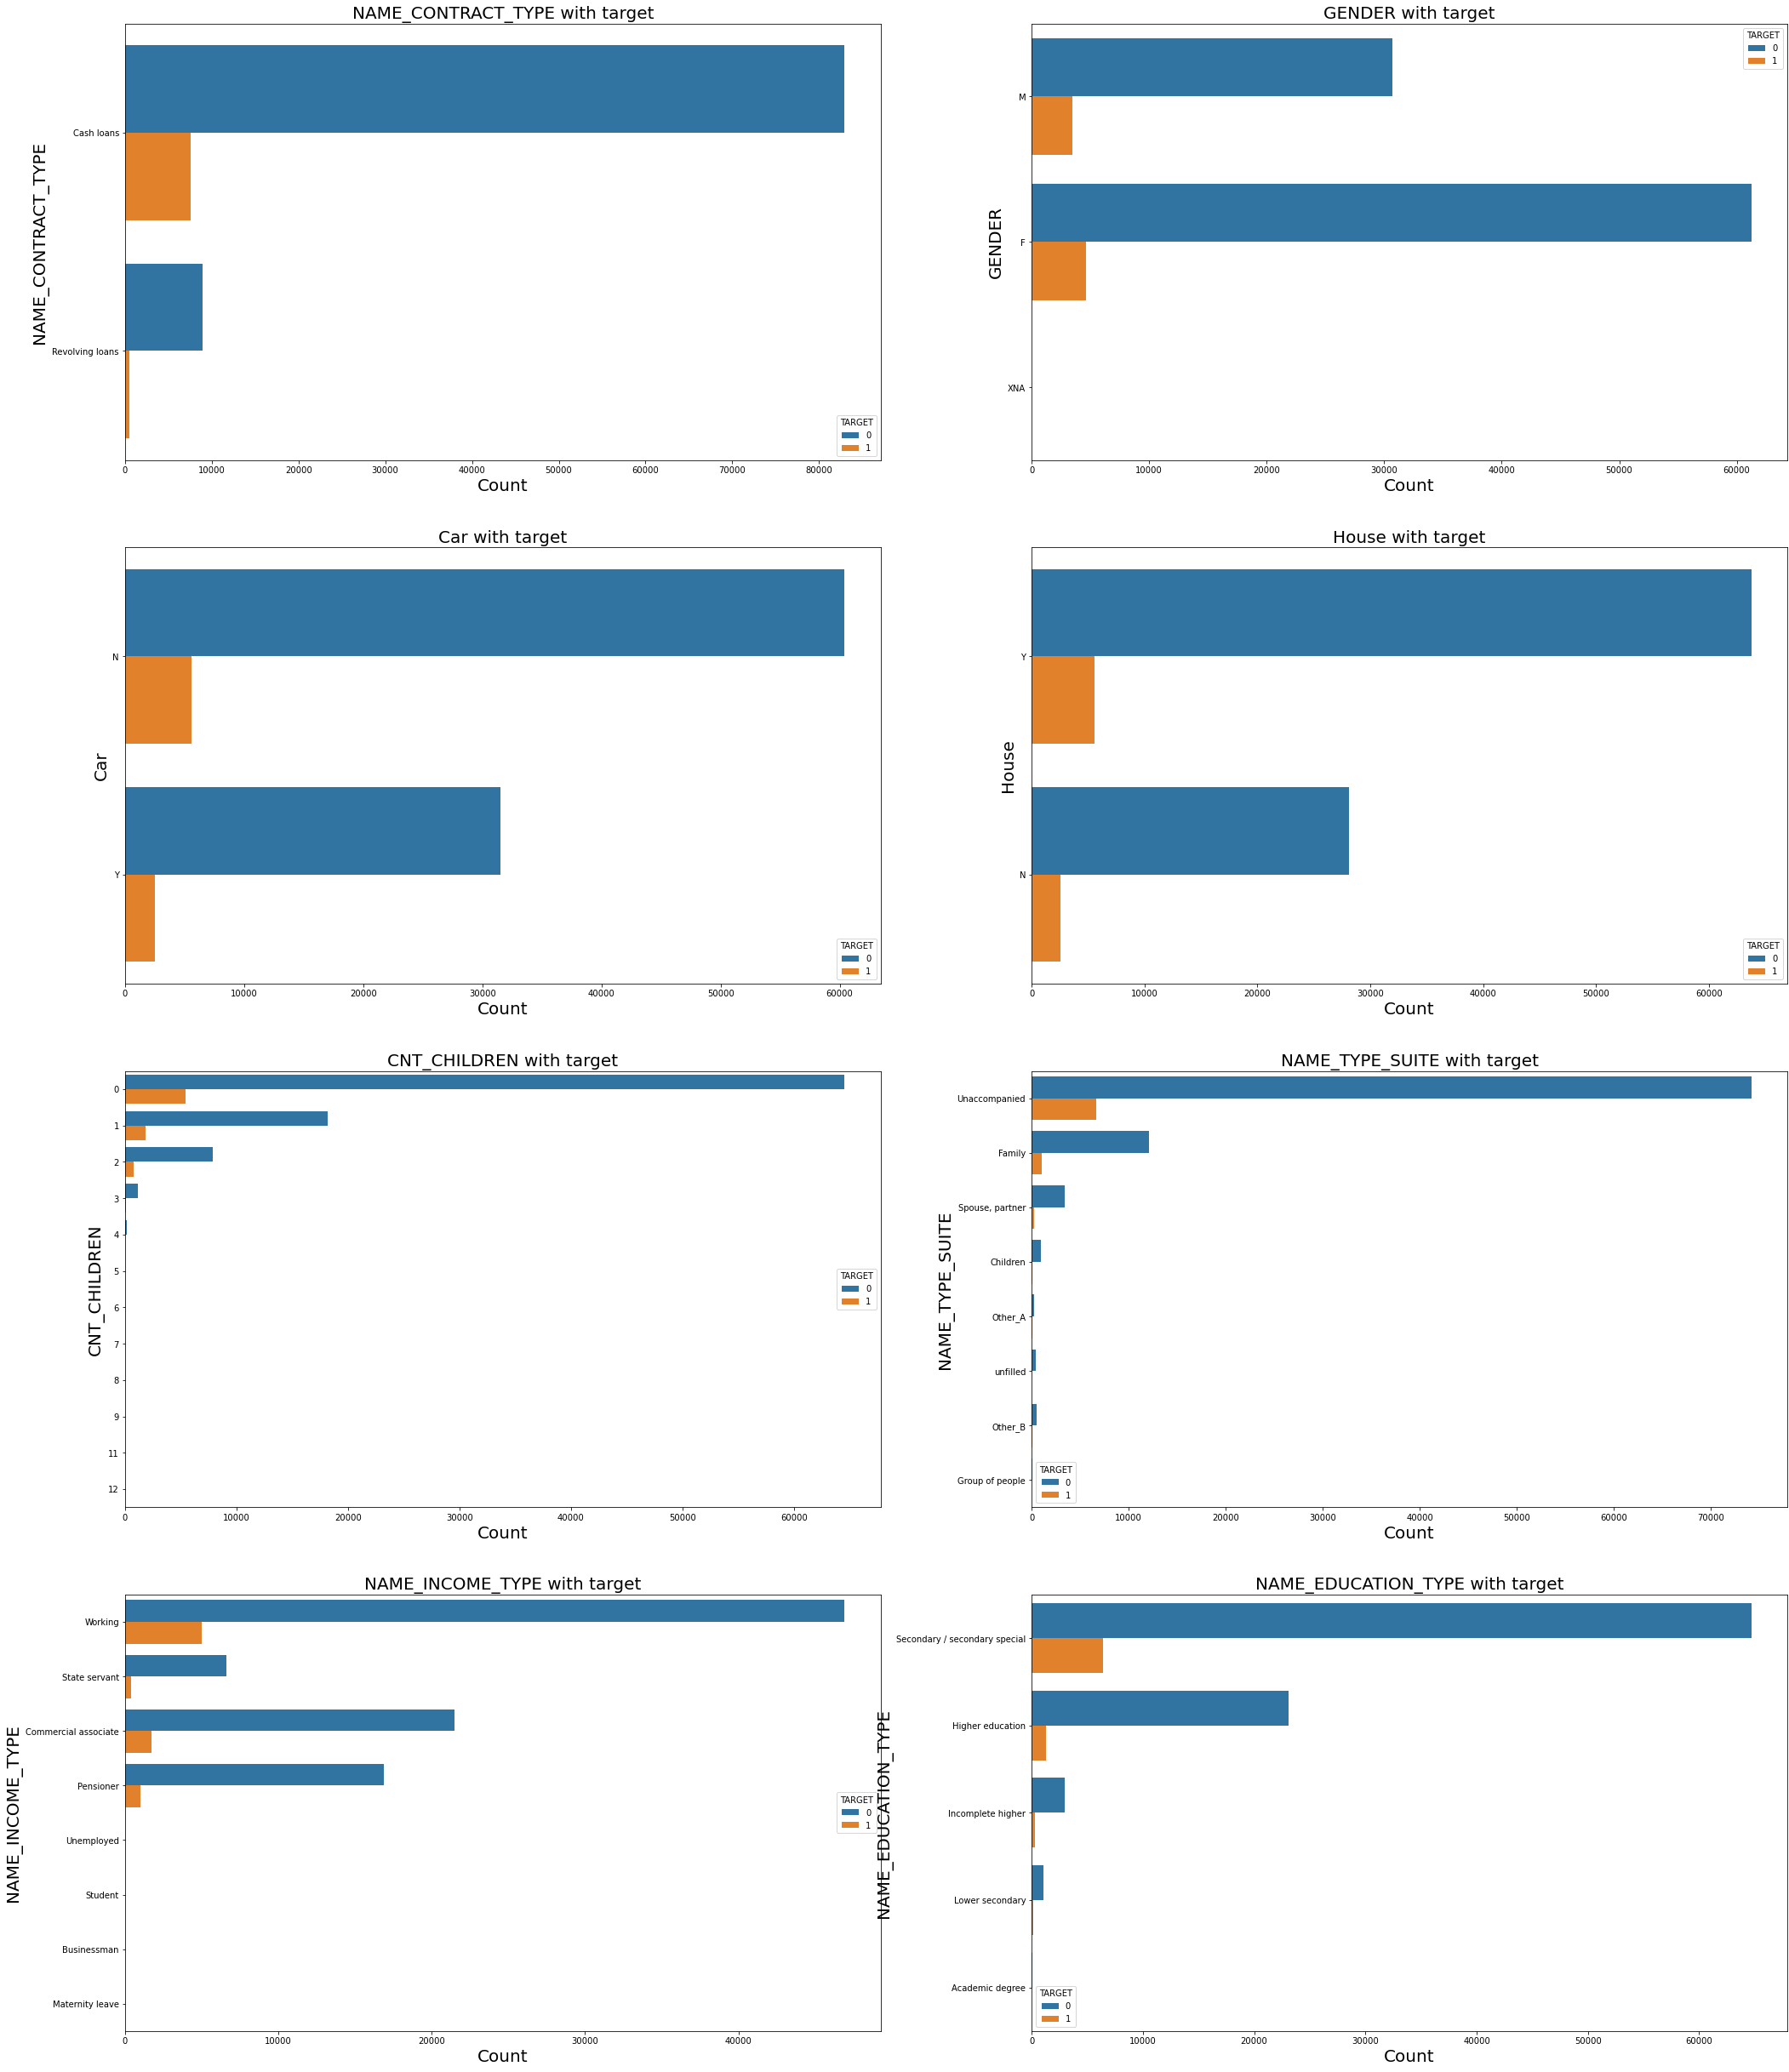 NAME_CONTRACT_TYPE with target
NAME_CONTRACT_TYPE
Cash loans
Revolving loans
TARGET
0
1
0 10000 20000 30000 40000 50000 60000 70000 80000
Count
GENDER with target
GENDER
M
F
XNA
TARGET
0
1
0 10000 20000 30000 40000 50000 60000
Count
Car with target
Car
N
Y
TARGET
0
1
0 10000 20000 30000 40000 50000 60000
Count
House with target
House
Y
N
TARGET
0
1
0 10000 20000 30000 40000 50000 60000
Count
CNT_CHILDREN with target
CNT_CHILDREN
0
1
2
3
4
5
6
7
8
9
11
12
TARGET
0
1
0 10000 20000 30000 40000 50000 60000
Count
NAME_TYPE_SUITE with target
NAME_TYPE_SUITE
Unaccompanied
Family
Spouse, partner
Children
Other_A
unfilled
Other_B
Group of people
TARGET
0
1
0 10000 20000 30000 40000 50000 60000 70000
Count
NAME_INCOME_TYPE with target
NAME_INCOME_TYPE
Working
State servant
Commercial associate
Pensioner
Unemployed
Student
Businessman
Maternity leave
TARGET
0
1
0 10000 20000 30000 40000
Count
NAME_EDUCATION_TYPE with target
NAME_EDUCATION_TYPE
Secondary / secondary special
Higher education
Incomplete higher
Lower secondary
Academic degree
TARGET
0
1
0 10000 20000 30000 40000 50000 60000
Count